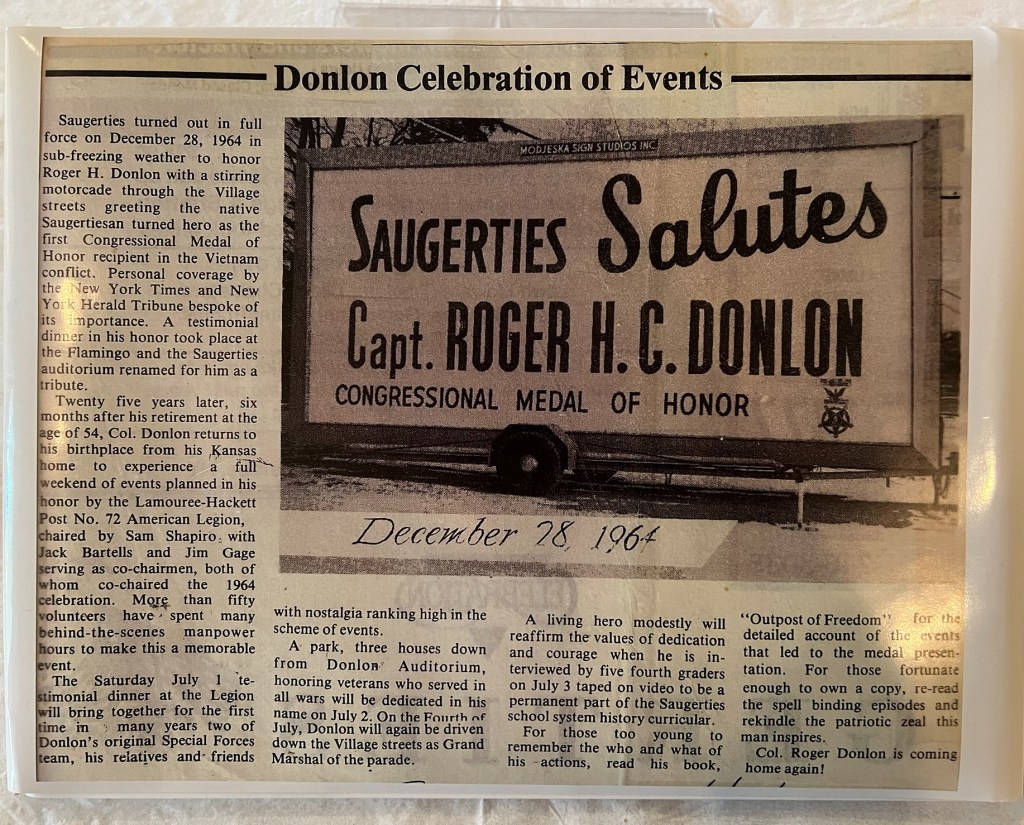 Donlon Celebration of Events
Saugerties turned out in full
force on December 28, 1964 in
sub-freezing weather to honor
Roger H. Donlon with a stirring
motorcade through the Village
streets greeting the native
Saugertiesan turned hero as the
first Congressional Medal of
Honor recipient in the Vietnam
conflict. Personal coverage by
the New York Times and New
York Herald Tribune bespoke of
its importance. A testimonial
dinner in his honor took place at
the Flamingo and the Saugerties
auditorium renamed for him as a
tribute.
Twenty five years later, six
months after his retirement at the
age of 54, Col. Donlon returns to
his birthplace from his Kansas
home to experience a full
weekend of events planned in his
honor by the Lamouree-Hackett
Post No. 72 American Legion,
chaired by Sam Shapiro with
Jack Bartells and Jim Gage
serving as co-chairmen, both of
whom co-chaired the 1964
celebration. More than fifty
volunteers have spent many
behind-the-scenes manpower
hours to make this a memorable
event.
The Saturday July 1 te-
stimonial dinner at the Legion
will bring together for the first
time in many years two of
Donlon's original Special Forces
team, his relatives and friends
MODJESKA SIGN STUDIOS INC.
SAUGERTIES Salutes
Capt. ROGER H. C. DONLON
CONGRESSIONAL MEDAL OF HONOR
December 28, 1964
with nostalgia ranking high in the
scheme of events.
A park, three houses down
from Donlon Auditorium,
honoring veterans who served in
all wars will be dedicated in his
name on July 2. On the Fourth of
July, Donlon will again be driven
down the Village streets as Grand
Marshal of the parade.
A living hero modestly will
reaffirm the values of dedication
and courage when he is in-
terviewed by five fourth graders
on July 3 taped on video to be a
permanent part of the Saugerties
school system history curricular.
For those too young to
remember the who and what of
his actions, read his book,
"Outpost of Freedom" for the
detailed account of the events
that led to the medal presen-
tation. For those fortunate
enough to own a copy, re-read
the spell binding episodes and
rekindle the patriotic zeal this
man inspires.
Col. Roger Donlon is coming
home again!